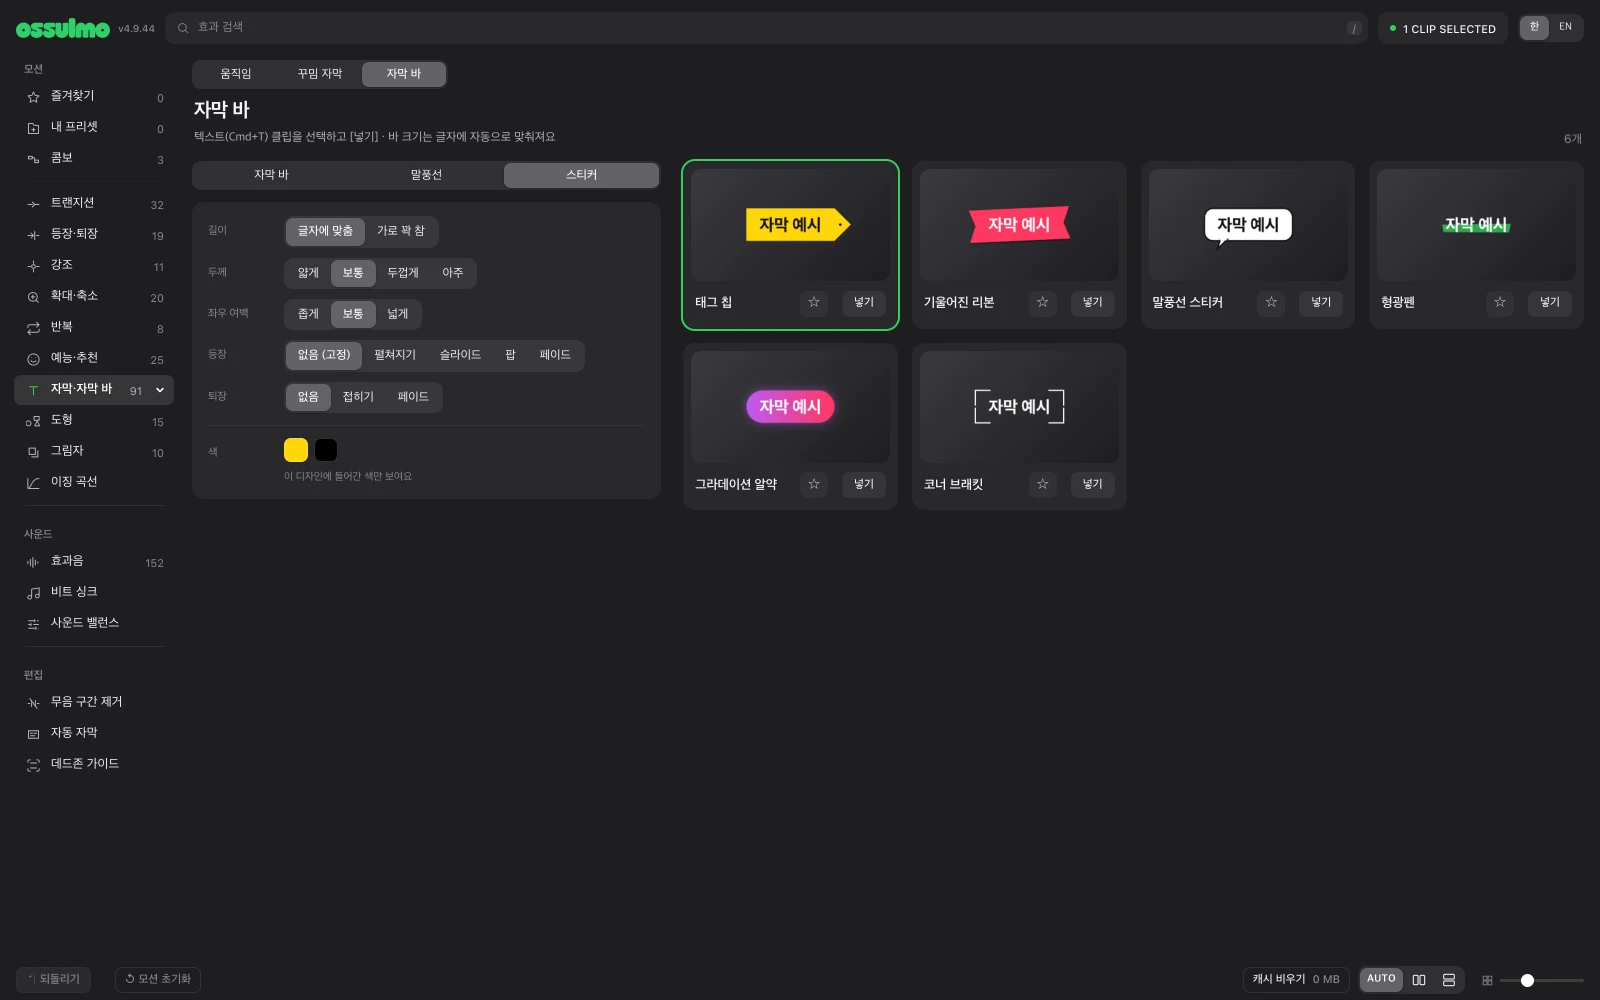 ossulmo v4.9.44
효과 검색 /
1 CLIP SELECTED
한 EN
모션
즐겨찾기 0
내 프리셋 0
콤보 3
트랜지션 32
등장·퇴장 19
강조 11
확대·축소 20
반복 8
예능·추천 25
자막·자막 바 91
도형 15
그림자 10
이징 곡선
사운드
효과음 152
비트 싱크
사운드 밸런스
편집
무음 구간 제거
자동 자막
데드존 가이드
움직임 꾸밈 자막 자막 바
자막 바
텍스트(Cmd+T) 클립을 선택하고 [넣기] · 바 크기는 글자에 자동으로 맞춰져요
6개
자막 바 말풍선 스티커
길이 글자에 맞춤 가로 꽉 참
두께 얇게 보통 두껍게 아주
좌우 여백 좁게 보통 넓게
등장 없음 (고정) 펼쳐지기 슬라이드 팝 페이드
퇴장 없음 접히기 페이드
색
이 디자인에 들어간 색만 보여요
자막 예시
태그 칩 넣기
자막 예시
기울어진 리본 넣기
자막 예시
말풍선 스티커 넣기
자막 예시
형광펜 넣기
자막 예시
그라데이션 알약 넣기
자막 예시
코너 브래킷 넣기
되돌리기
모션 초기화
캐시 비우기 0 MB
AUTO